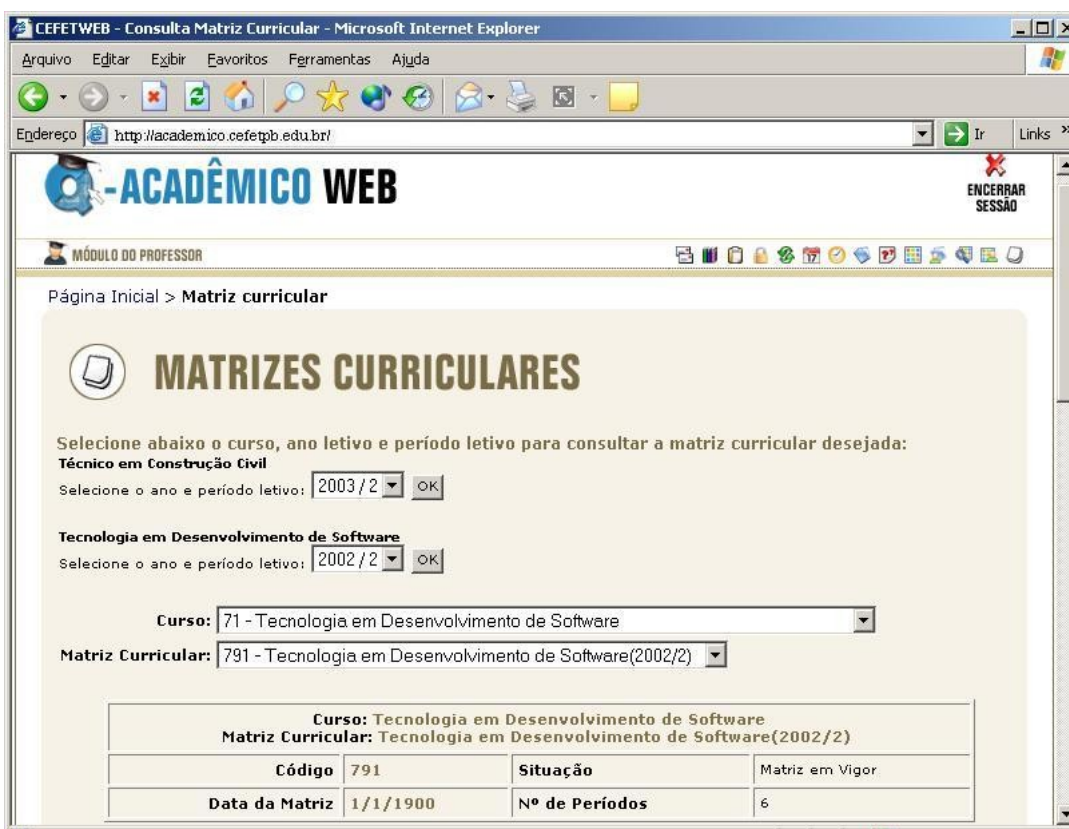 CEFETWEB - Consulta Matriz Curricular - Microsoft Internet Explorer
Arquivo Editar Exibir Favoritos Ferramentas Ajuda
Endereço http://academico.cefetpb.edu.br/ Ir Links »
Q-ACADÊMICO WEB
ENCERRAR
SESSÃO
MÓDULO DO PROFESSOR
17
Página Inicial > Matriz curricular
MATRIZES CURRICULARES
Selecione abaixo o curso, ano letivo e período letivo para consultar a matriz curricular desejada:
Técnico em Construção Civil
Selecione o ano e período letivo: 2003 / 2 OK
Tecnologia em Desenvolvimento de Software
Selecione o ano e período letivo: 2002 / 2 OK
Curso: 71 - Tecnologia em Desenvolvimento de Software
Matriz Curricular: 791 - Tecnologia em Desenvolvimento de Software(2002/2)
Curso: Tecnologia em Desenvolvimento de Software
Matriz Curricular: Tecnologia em Desenvolvimento de Software(2002/2)
Código 791 Situação Matriz em Vigor
Data da Matriz 1/1/1900 Nº de Períodos 6